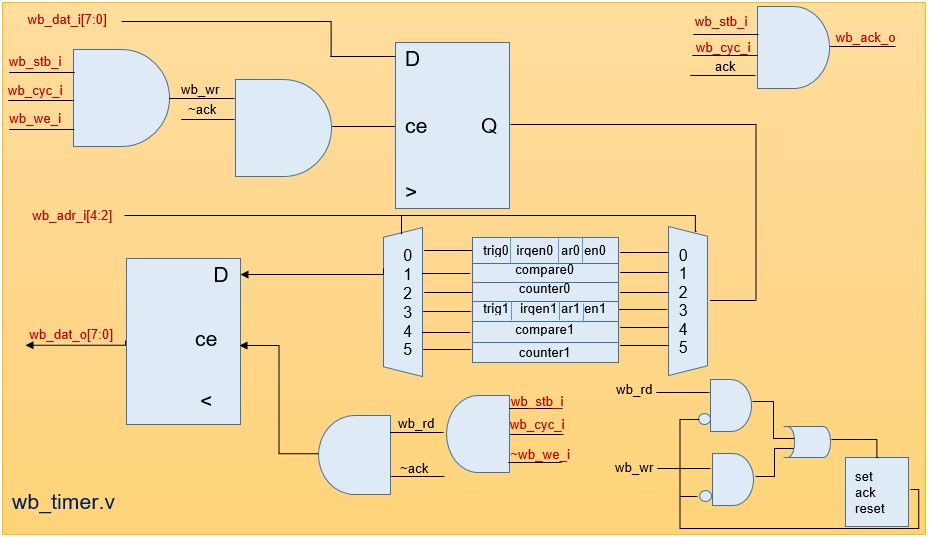 wb_dat_i[7:0]
wb_stb_i
wb_cyc_i
wb_we_i
wb_wr
~ack
D
ce
Q
>
wb_stb_i
wb_cyc_i
ack
wb_ack_o
wb_adr_i[4:2]
0
1
2
3
4
5
trig0 irqen0 ar0 en0
compare0
counter0
trig1 irqen1 ar1 en1
compare1
counter1
0
1
2
3
4
5
D
ce
<
wb_dat_o[7:0]
wb_rd
~ack
wb_stb_i
wb_cyc_i
~wb_we_i
wb_rd
wb_wr
set
ack
reset
wb_timer.v